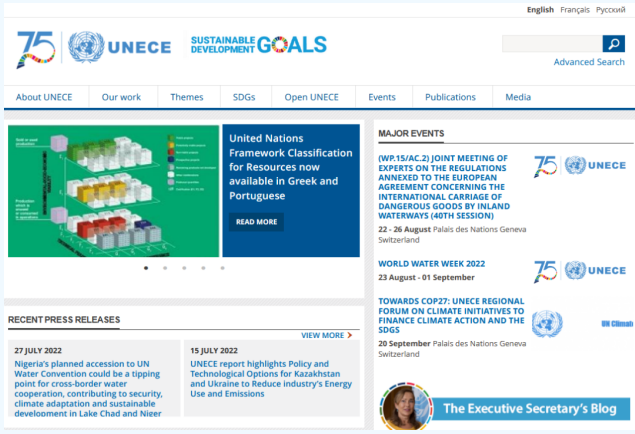 English Français Русский
75 UNECE
SUSTAINABLE
DEVELOPMENT GOALS
Advanced Search
About UNECE Our work Themes SDGs Open UNECE Events Publications Media
United Nations
Framework Classification
for Resources now
available in Greek and
Portuguese
READ MORE
MAJOR EVENTS
(WP.15/AC.2) JOINT MEETING OF
EXPERTS ON THE REGULATIONS
ANNEXED TO THE EUROPEAN
AGREEMENT CONCERNING THE
INTERNATIONAL CARRIAGE OF
DANGEROUS GOODS BY INLAND
WATERWAYS (40TH SESSION)
75 UNECE
22 - 26 August Palais des Nations Geneva
Switzerland
WORLD WATER WEEK 2022
23 August - 01 September
75 UNECE
TOWARDS COP27: UNECE REGIONAL
FORUM ON CLIMATE INITIATIVES TO
FINANCE CLIMATE ACTION AND THE
SDGS
UN Climat
20 September Palais des Nations Geneva
Switzerland
The Executive Secretary's Blog
RECENT PRESS RELEASES
VIEW MORE
27 JULY 2022
Nigeria's planned accession to UN
Water Convention could be a tipping
point for cross-border water
cooperation, contributing to security,
climate adaptation and sustainable
development in Lake Chad and Niger
15 JULY 2022
UNECE report highlights Policy and
Technological Options for Kazakhstan
and Ukraine to Reduce industry's Energy
Use and Emissions